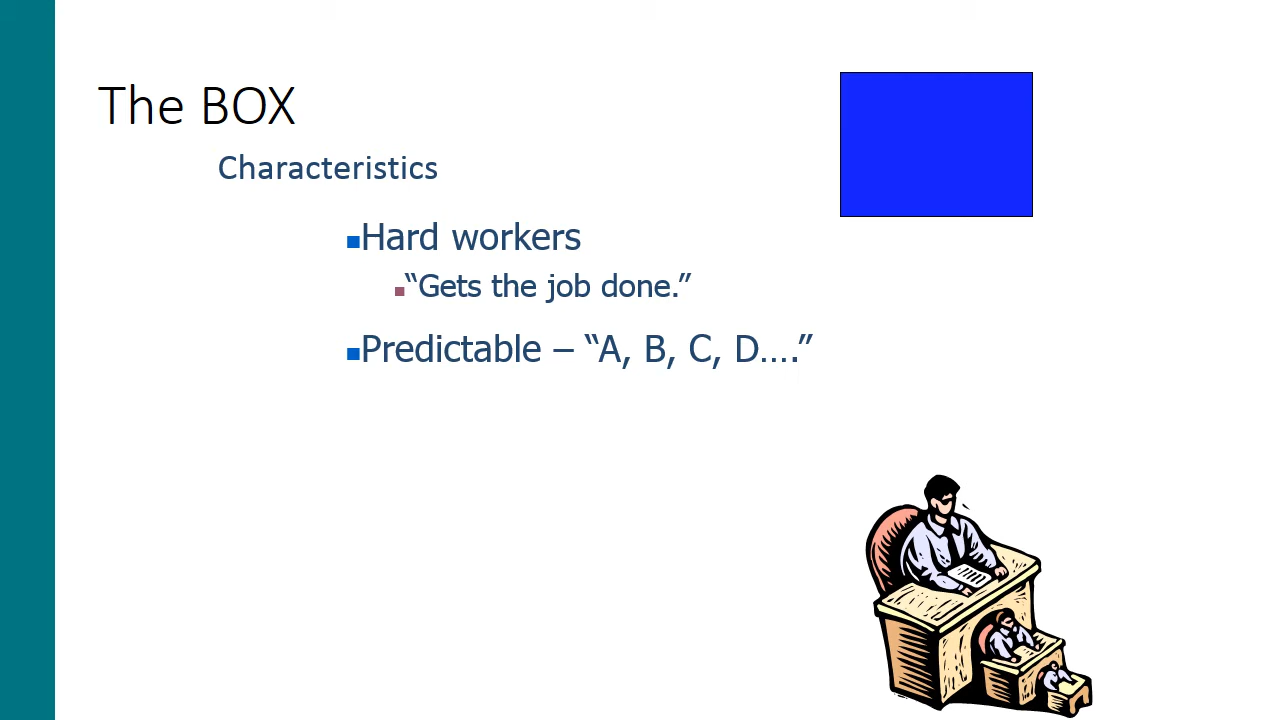 The BOX
Characteristics
Hard workers
“Gets the job done.”
Predictable – “A, B, C, D….”